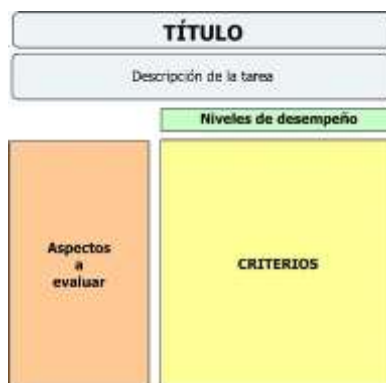 TÍTULO
Descripción de la tarea
Niveles de desempeño
Aspectos
a
evaluar
CRITERIOS